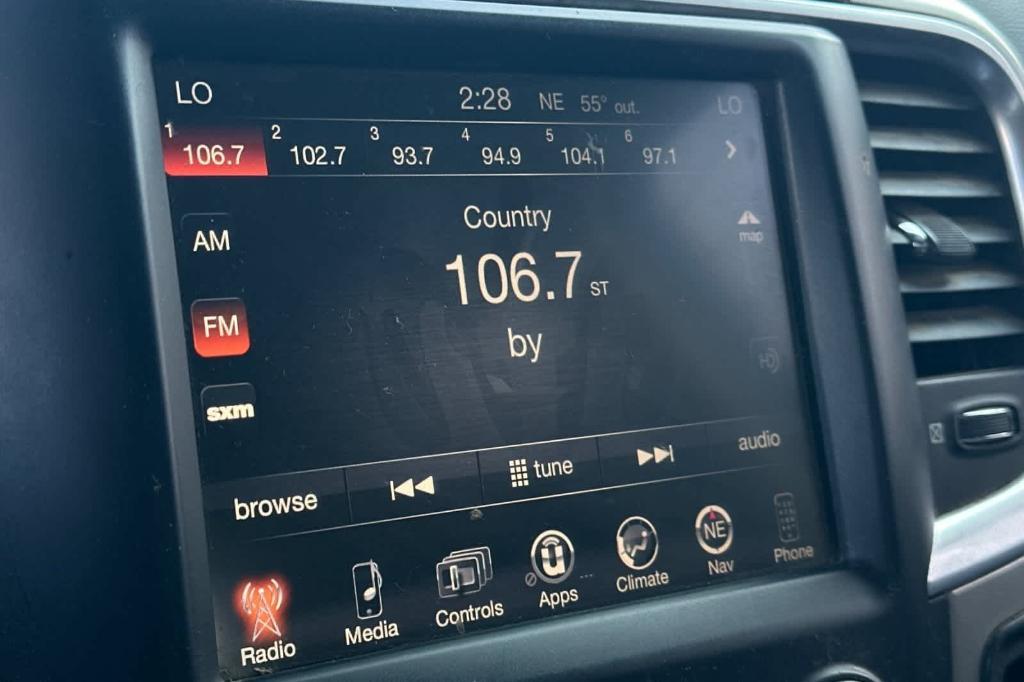 LO 2:28 NE 55° out. LO
1 2 3 4 5 6
106.7 102.7 93.7 94.9 104.1 97.1
Country
AM
map
106.7 ST
FM
by
HD
sxm
browse tune audio
NE
Radio Media Controls Apps Climate Nav Phone